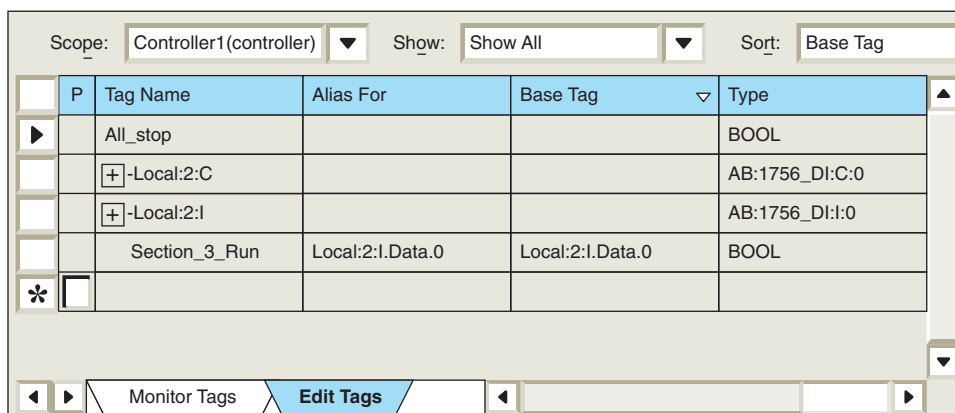 Scope: Controller1(controller) Show: Show All Sort: Base Tag
P Tag Name Alias For Base Tag Type
All_stop BOOL
+-Local:2:C AB:1756_DI:C:0
+-Local:2:I AB:1756_DI:I:0
Section_3_Run Local:2:I.Data.0 Local:2:I.Data.0 BOOL
*
Monitor Tags Edit Tags